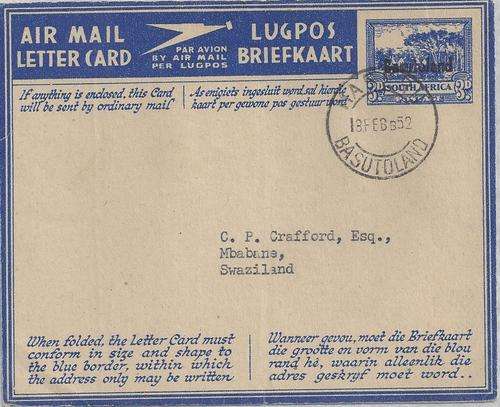 AIR MAIL
LETTER CARD
PAR AVION
BY AIR MAIL
PER LUGPOS
LUGPOS
BRIEFKAART
Basutoland
3D SOUTH AFRICA 3D
If anything is enclosed, this Card
will be sent by ordinary mail
As enigiets ingesluit word sal hierdie
kaart per gewone pos gestuur word
18 FEB 52
BASUTOLAND
C. P. Crafford, Esq.,
Mbabane,
Swaziland
When folded, the Letter Card must
conform in size and shape to
the blue border, within which
the address only may be written
Wanneer gevou, moet die Briefkaart
die grootte en vorm van die blou
rand hê, waarin alleenlik die
adres geskryf moet word..